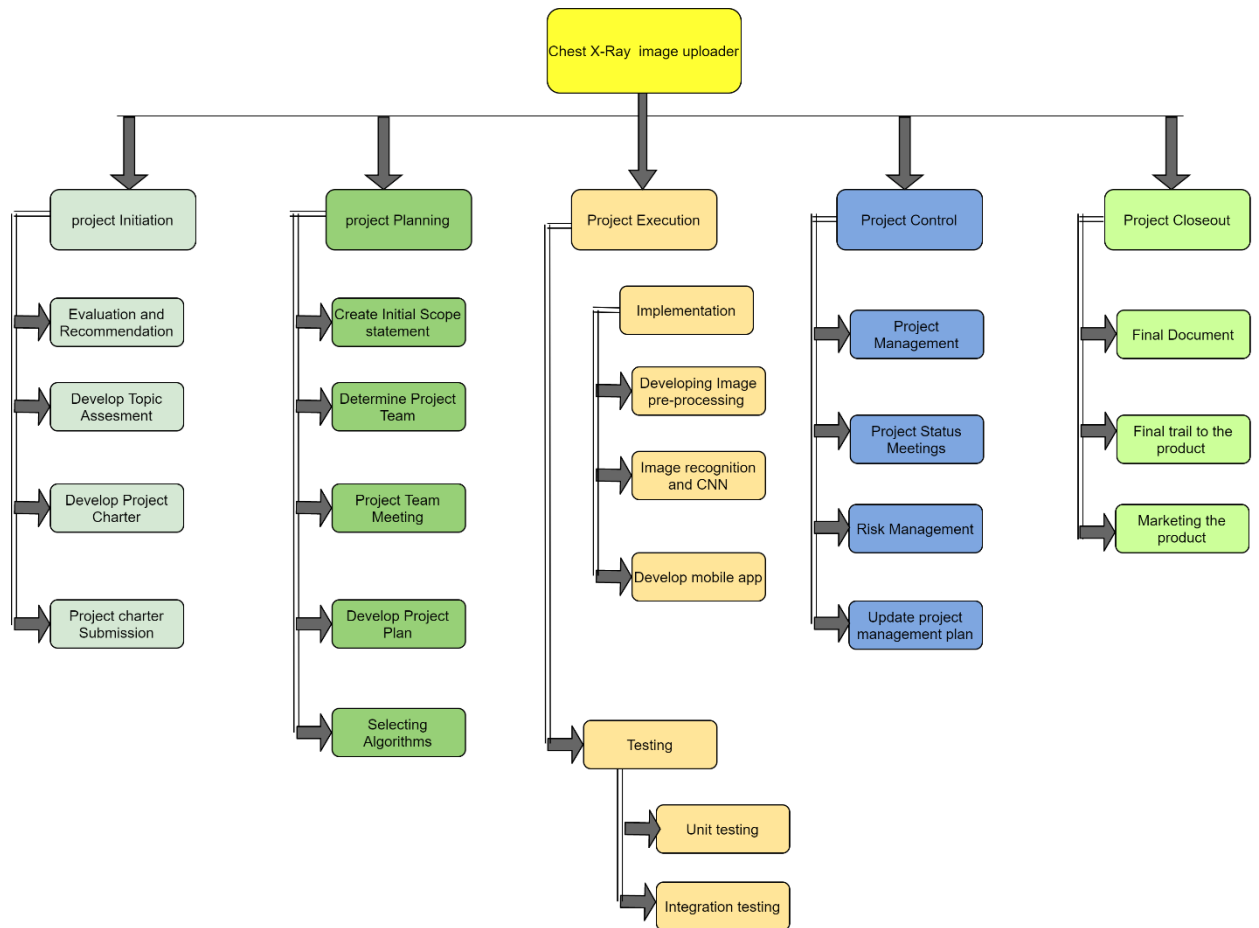 Chest X-Ray image uploader
project Initiation
project Planning
Project Execution
Project Control
Project Closeout
Evaluation and
Recommendation
Develop Topic
Assesment
Develop Project
Charter
Project charter
Submission
Create Initial Scope
statement
Determine Project
Team
Project Team
Meeting
Develop Project
Plan
Selecting
Algorithms
Implementation
Developing Image
pre-processing
Image recognition
and CNN
Develop mobile app
Testing
Unit testing
Integration testing
Project
Management
Project Status
Meetings
Risk Management
Update project
management plan
Final Document
Final trail to the
product
Marketing the
product